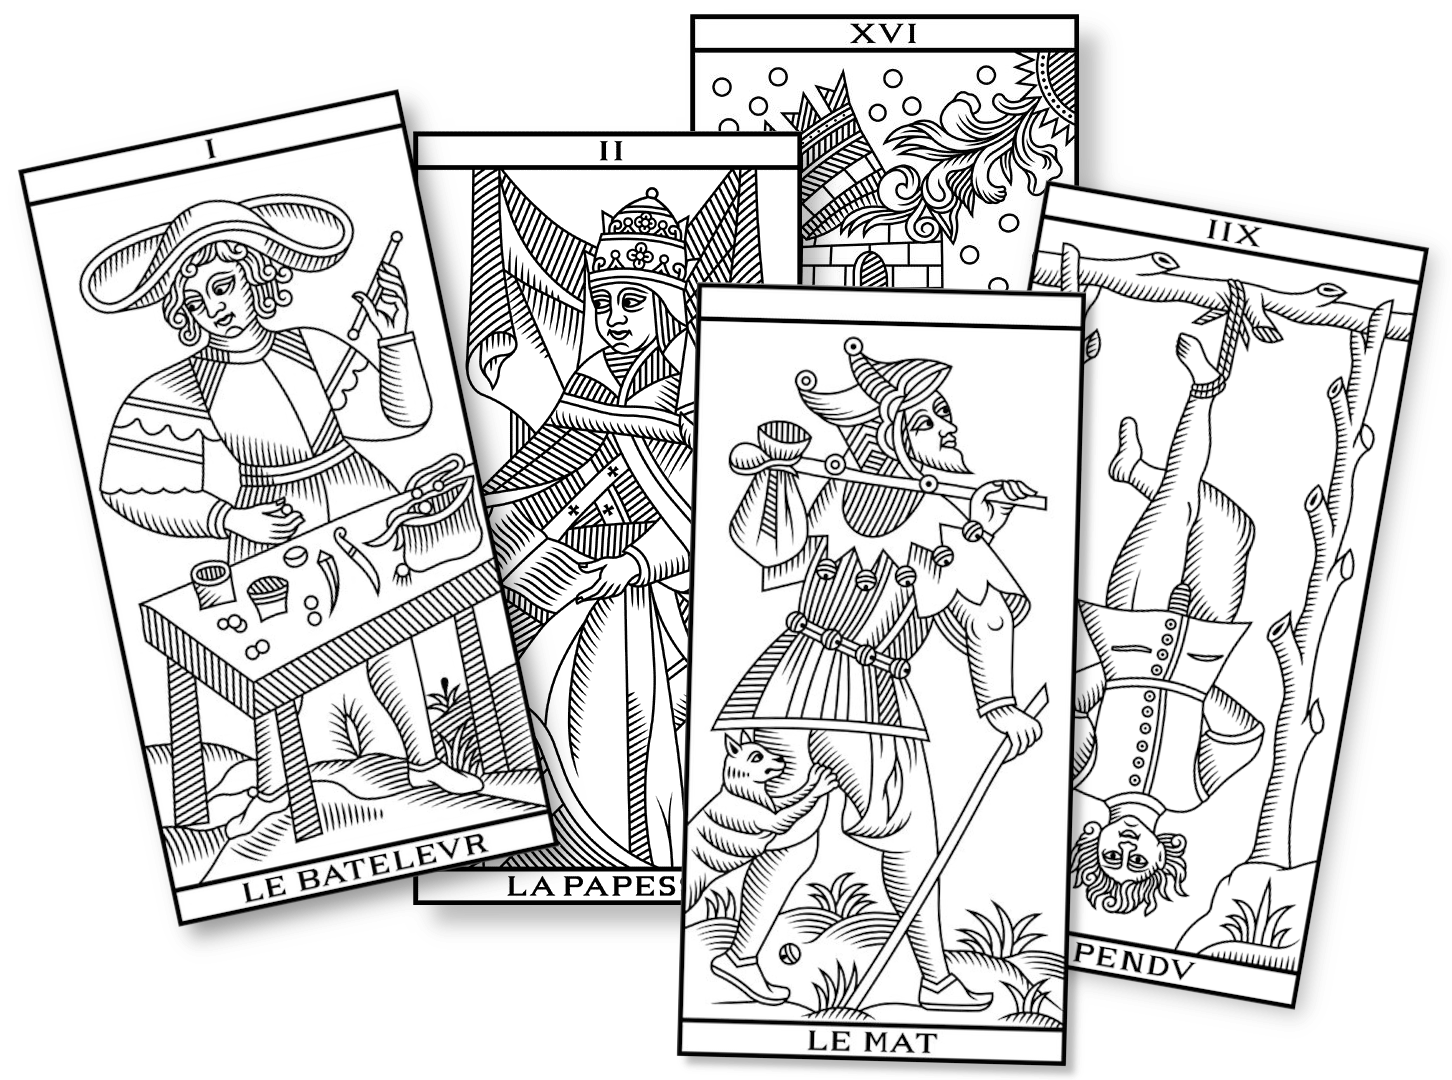 I
LE BATELEVR
II
LA PAPES
XVI
LE MAT
IIX
PENDV